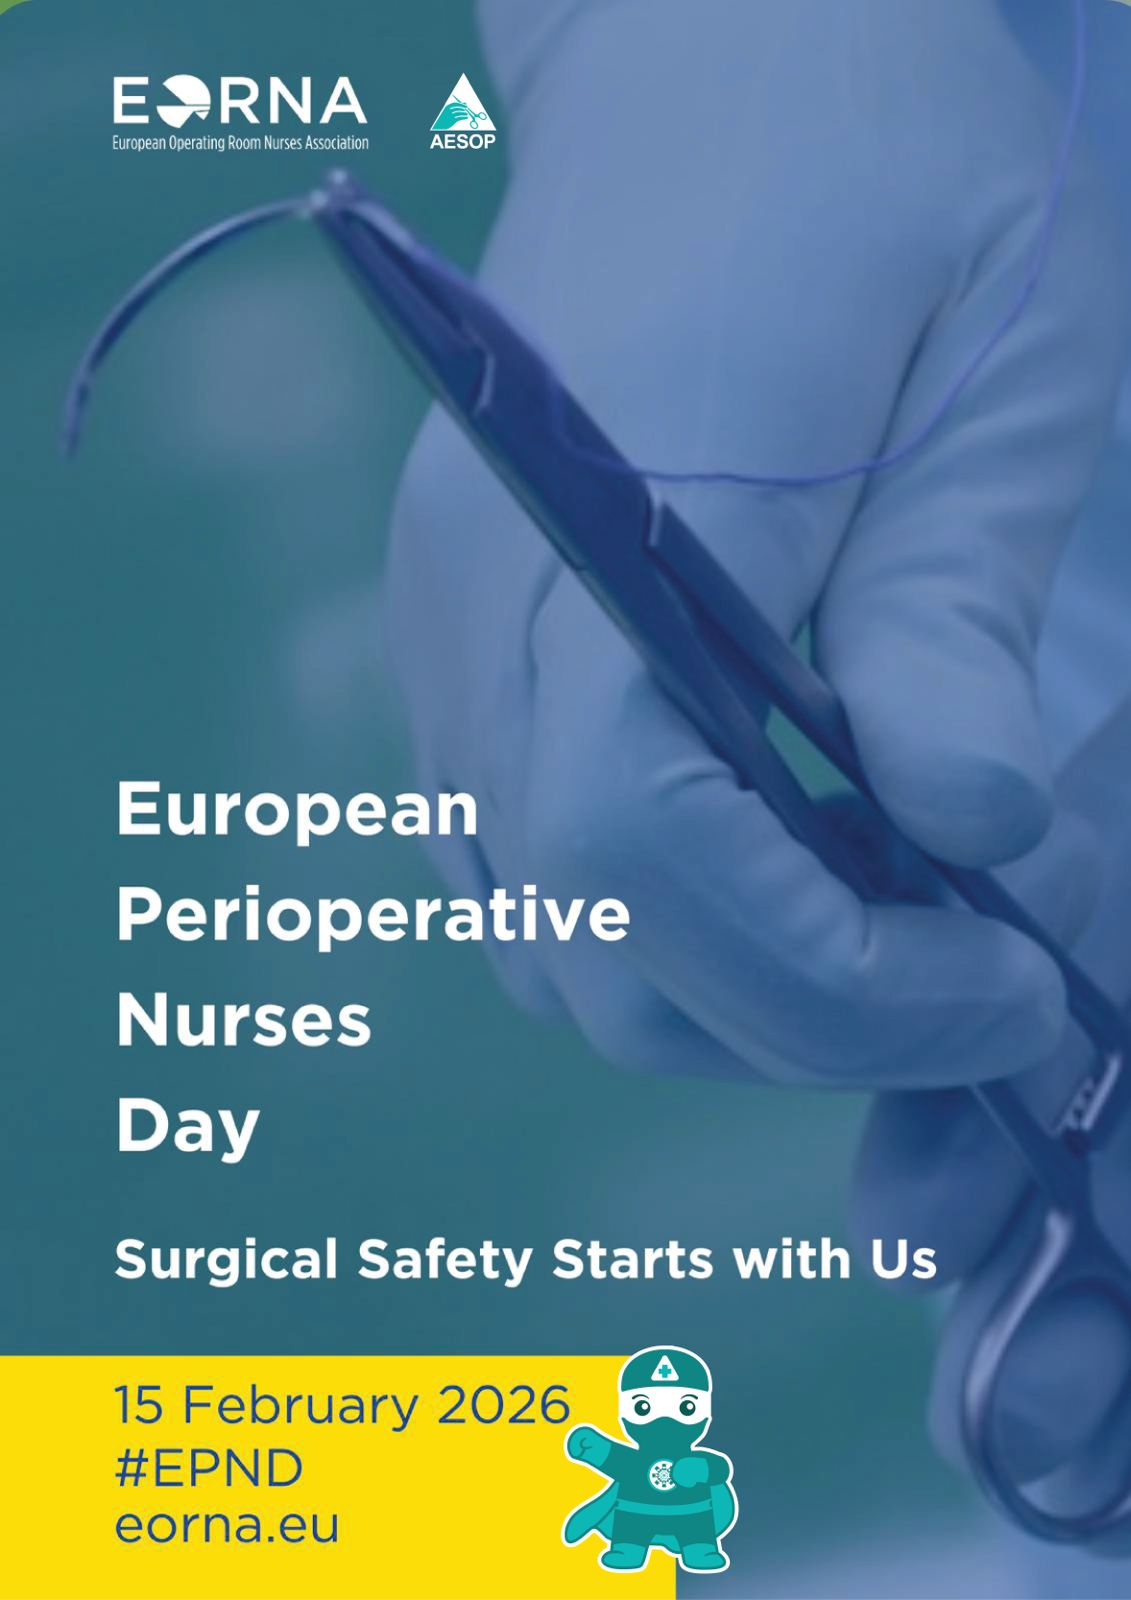 EORNA
European Operating Room Nurses Association
AESOP
European
Perioperative
Nurses
Day
Surgical Safety Starts with Us
15 February 2026
#EPND
eorna.eu